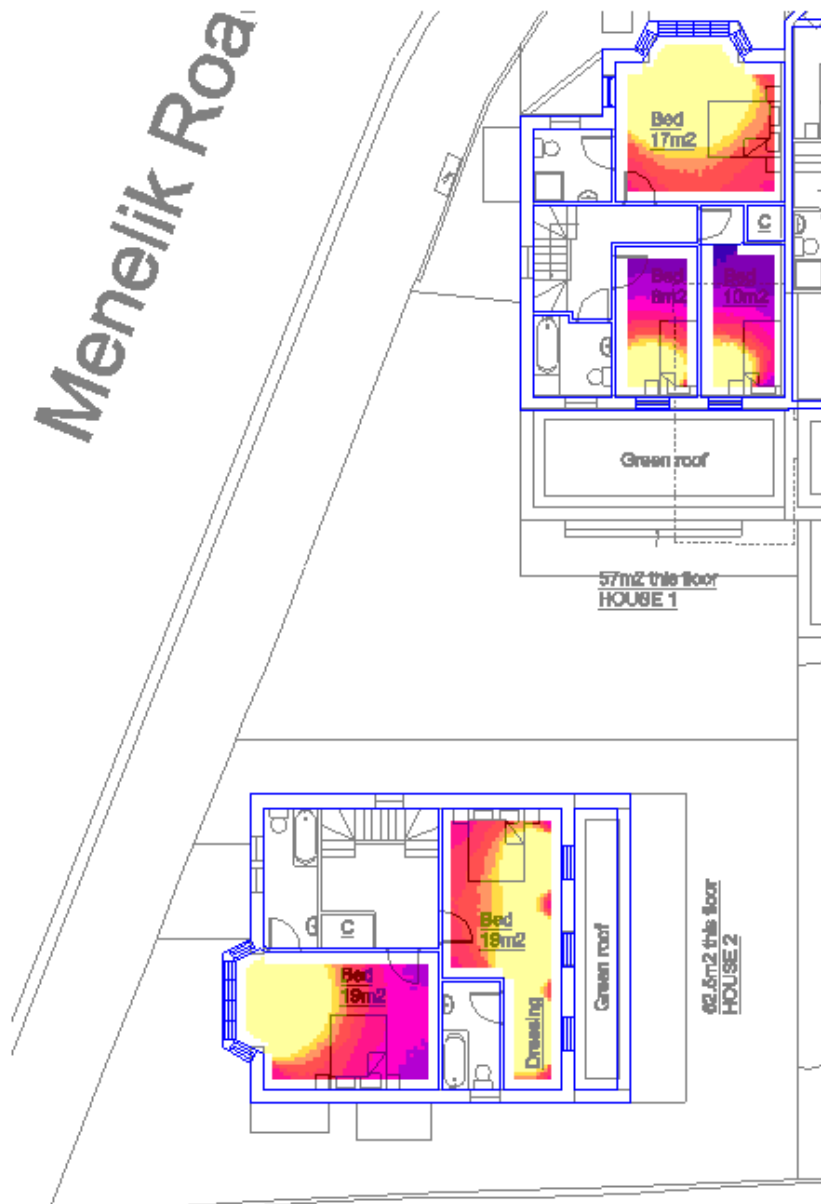 Menelik Roa
Bed
17m2
C
Bed
8m2
Bed
10m2
Green roof
57m2 this floor
HOUSE 1
C
Bed
19m2
Bed
19m2
Dressing
Green roof
62.5m2 this floor
HOUSE 2